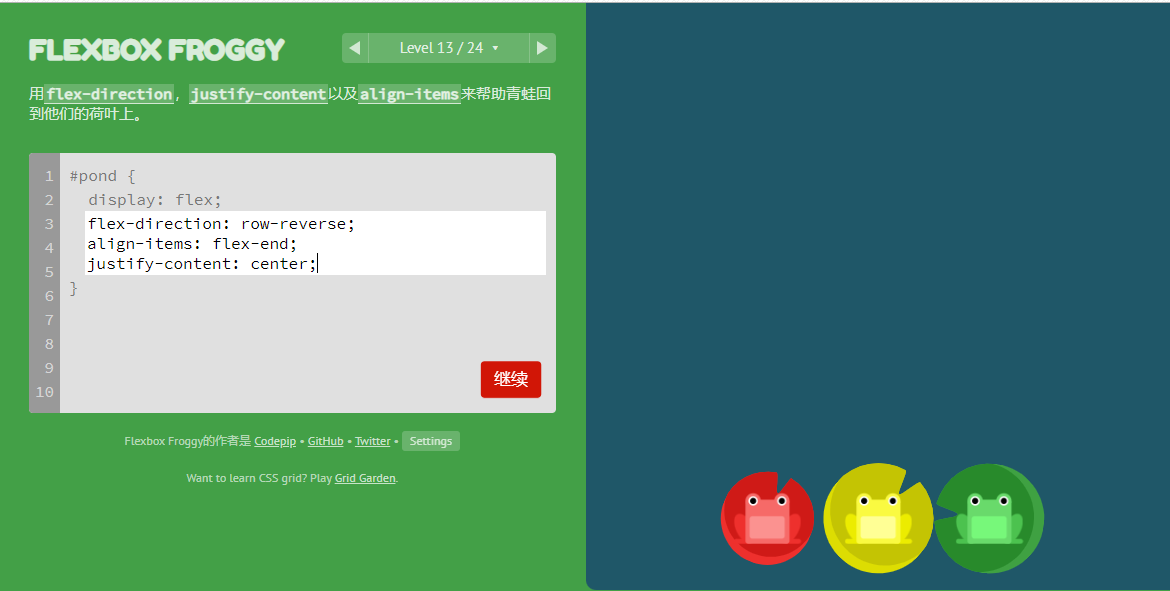 FLEXBOX FROGGY
◀ Level 13 / 24 ▾ ▶
用flex-direction，justify-content以及align-items来帮助青蛙回
到他们的荷叶上。
1 #pond {
2 display: flex;
3 flex-direction: row-reverse;
4 align-items: flex-end;
5 justify-content: center;
6 }
7
8
9
10
继续
Flexbox Froggy的作者是 Codepip • GitHub • Twitter • Settings
Want to learn CSS grid? Play Grid Garden.